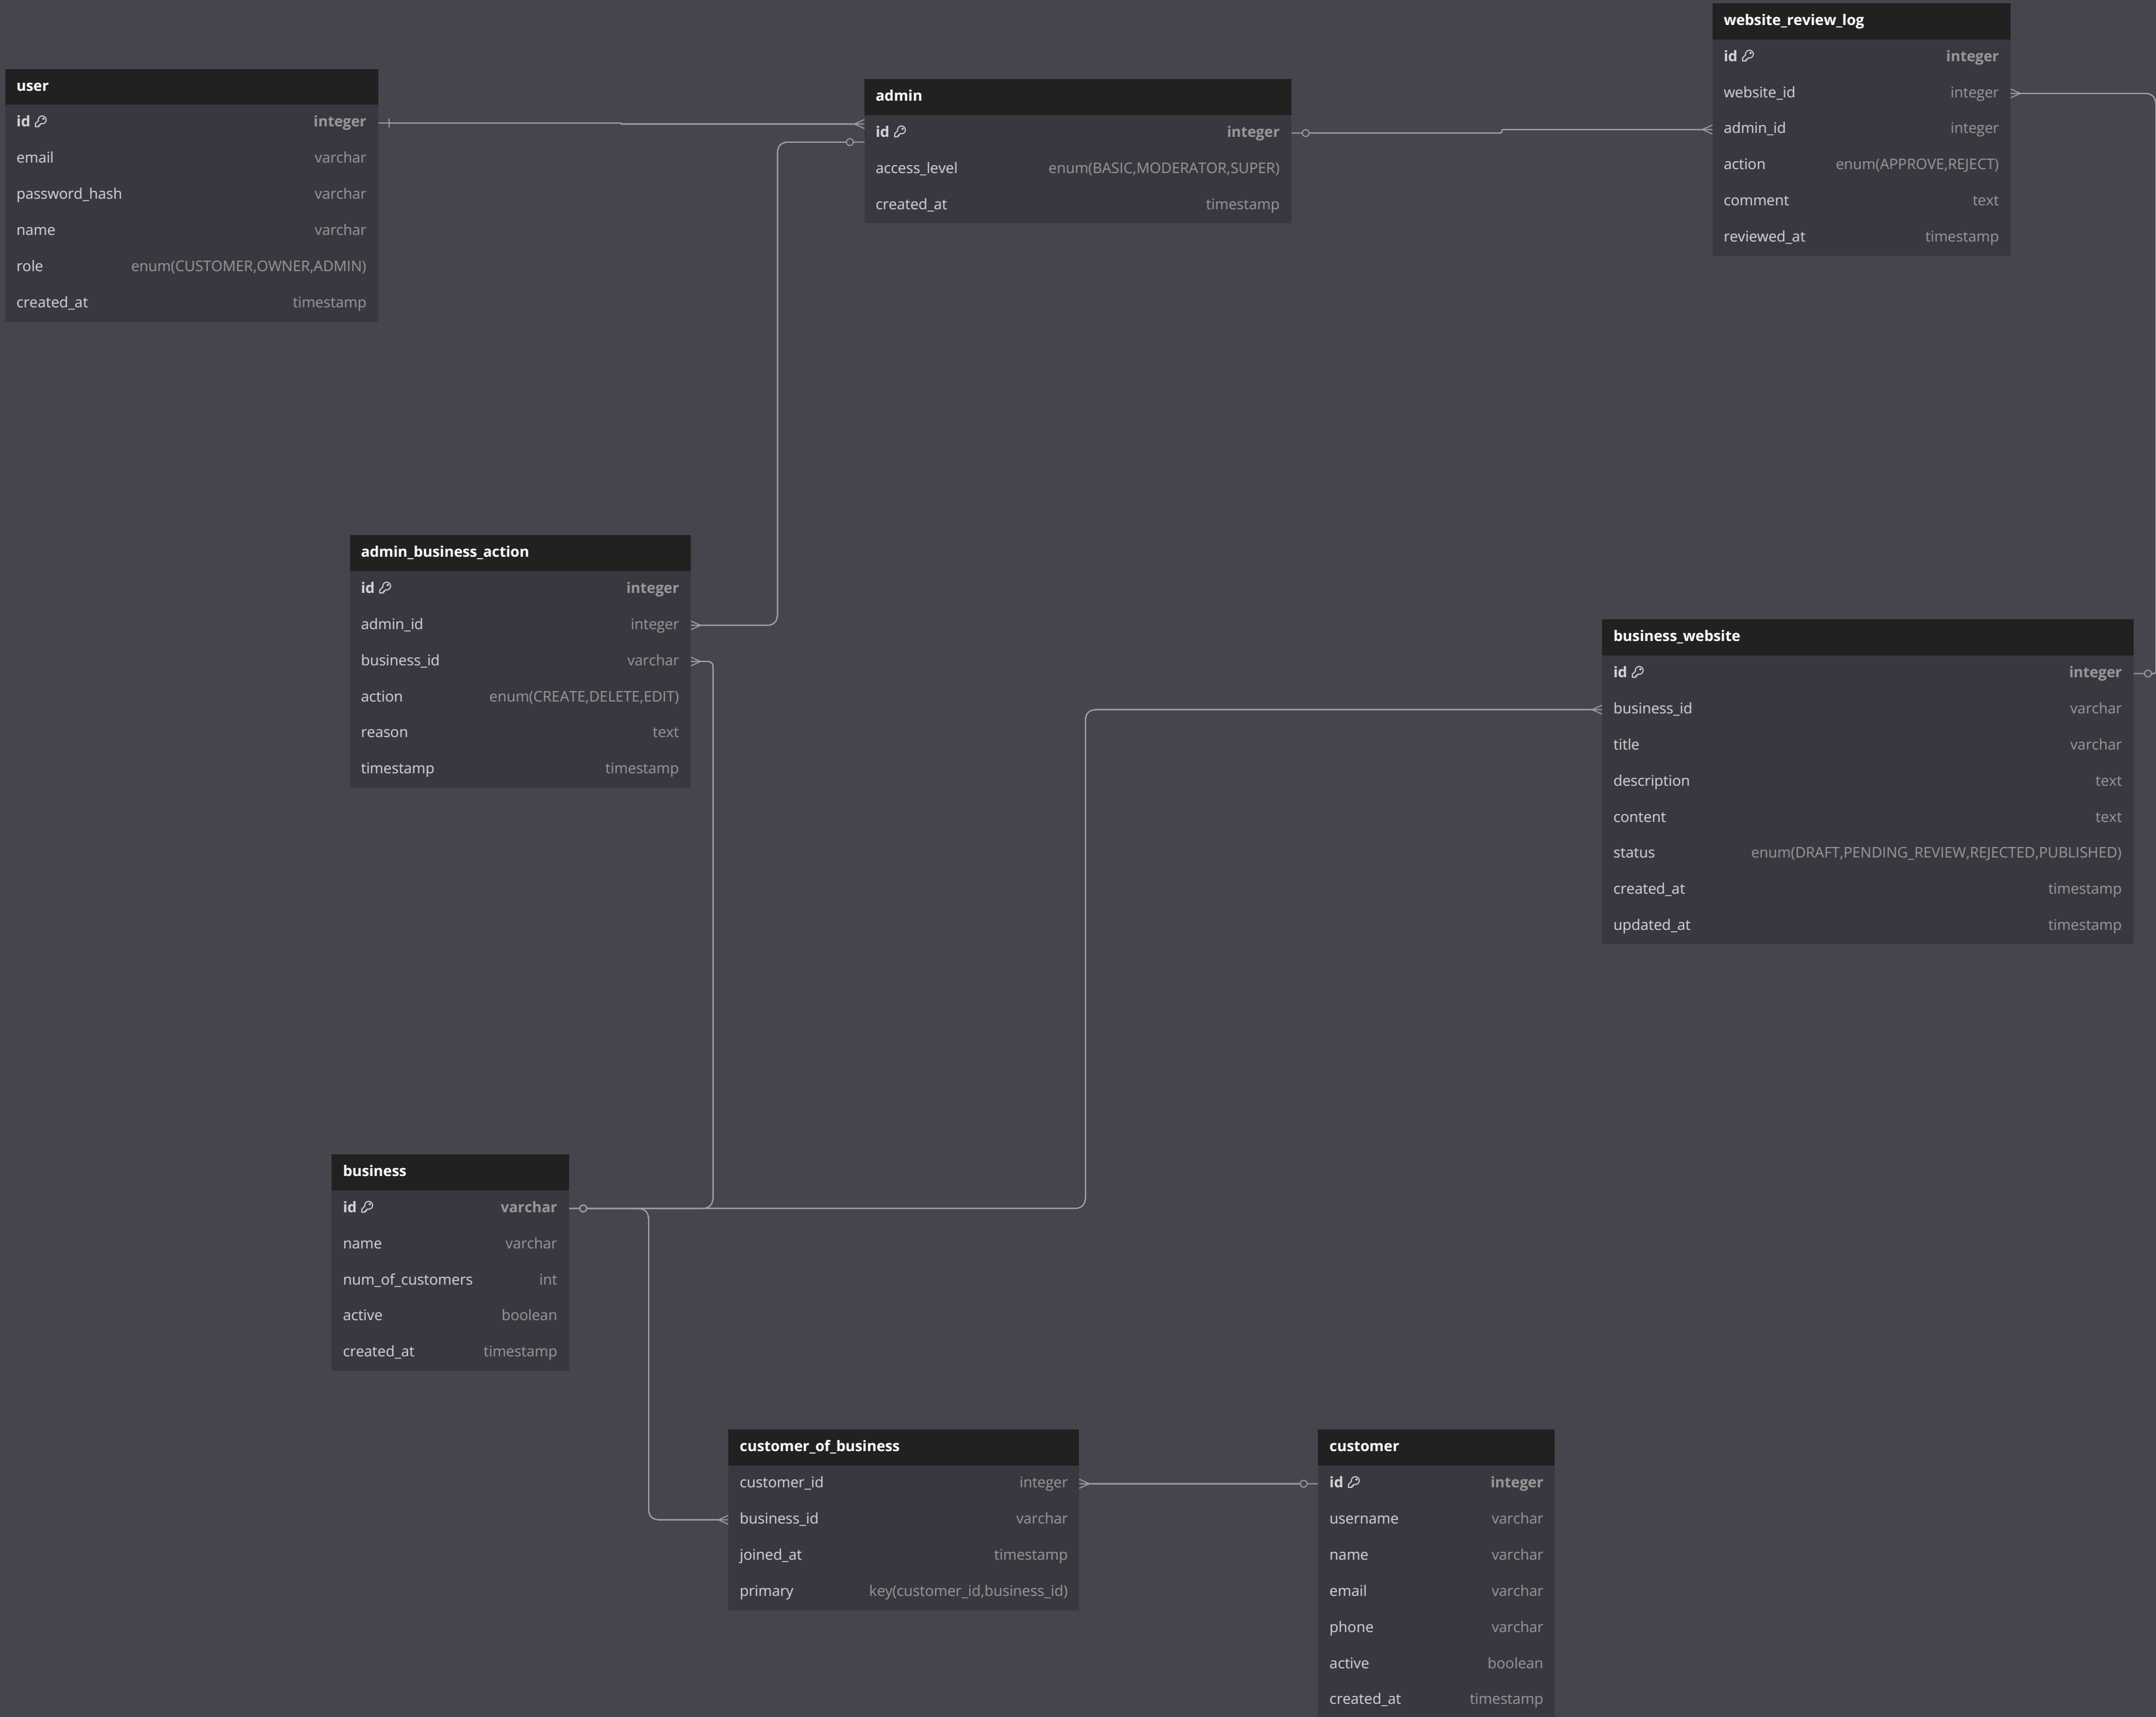 website_review_log
id integer
website_id integer
admin_id integer
action enum(APPROVE,REJECT)
comment text
reviewed_at timestamp
user
id integer
email varchar
password_hash varchar
name varchar
role enum(CUSTOMER,OWNER,ADMIN)
created_at timestamp
admin
id integer
access_level enum(BASIC,MODERATOR,SUPER)
created_at timestamp
admin_business_action
id integer
admin_id integer
business_id varchar
action enum(CREATE,DELETE,EDIT)
reason text
timestamp timestamp
business_website
id integer
business_id varchar
title varchar
description text
content text
status enum(DRAFT,PENDING_REVIEW,REJECTED,PUBLISHED)
created_at timestamp
updated_at timestamp
business
id varchar
name varchar
num_of_customers int
active boolean
created_at timestamp
customer_of_business
customer_id integer
business_id varchar
joined_at timestamp
primary key(customer_id,business_id)
customer
id integer
username varchar
name varchar
email varchar
phone varchar
active boolean
created_at timestamp